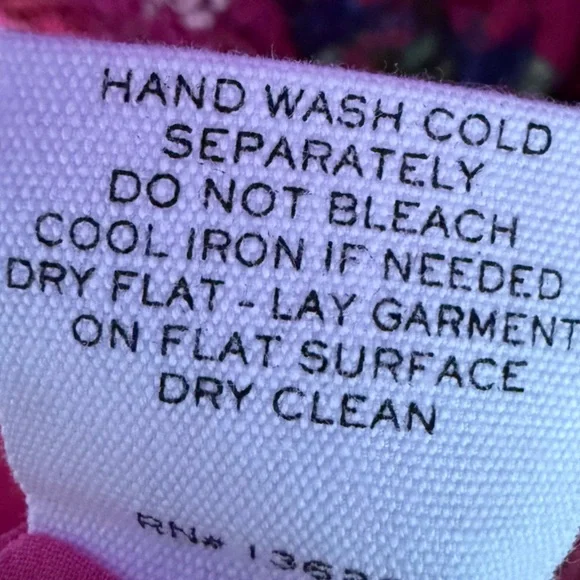 HAND WASH COLD
SEPARATELY
DO NOT BLEACH
COOL IRON IF NEEDED
DRY FLAT - LAY GARMENT
ON FLAT SURFACE
DRY CLEAN
RN#